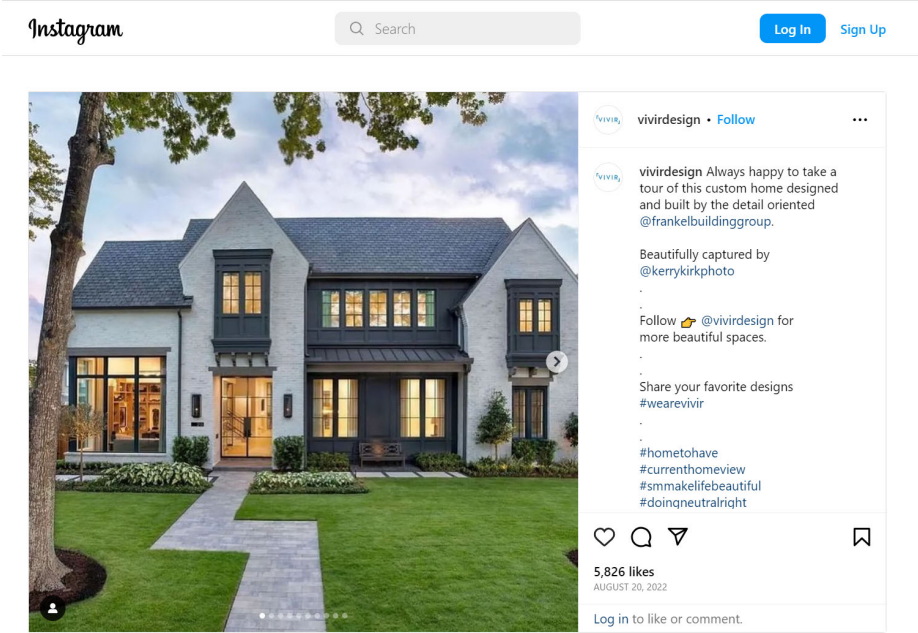 Instagram
Search
Log In
Sign Up
vivirdesign • Follow
vivirdesign Always happy to take a
tour of this custom home designed
and built by the detail oriented
@frankelbuildinggroup.
Beautifully captured by
@kerrykirkphoto
.
.
Follow 👉 @vivirdesign for
more beautiful spaces.
.
.
Share your favorite designs
#wearevivir
.
.
#hometohave
#currenthomeview
#smmakelifebeautiful
#doingneutralright
5,826 likes
AUGUST 20, 2022
Log in to like or comment.
VIVIR
VIVIR